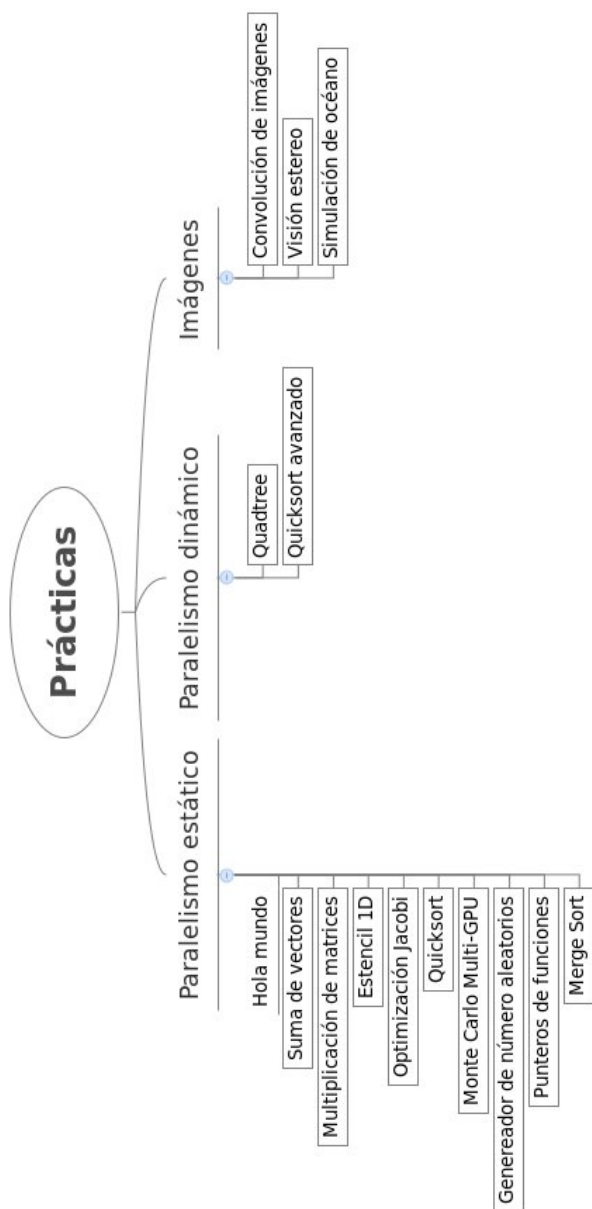 Prácticas
Paralelismo estático
Hola mundo
Suma de vectores
Multiplicación de matrices
Estencil 1D
Optimización Jacobi
Quicksort
Monte Carlo Multi-GPU
Genereador de número aleatorios
Punteros de funciones
Merge Sort
Paralelismo dinámico
Quadtree
Quicksort avanzado
Imágenes
Convolución de imágenes
Visión estereo
Simulación de océano